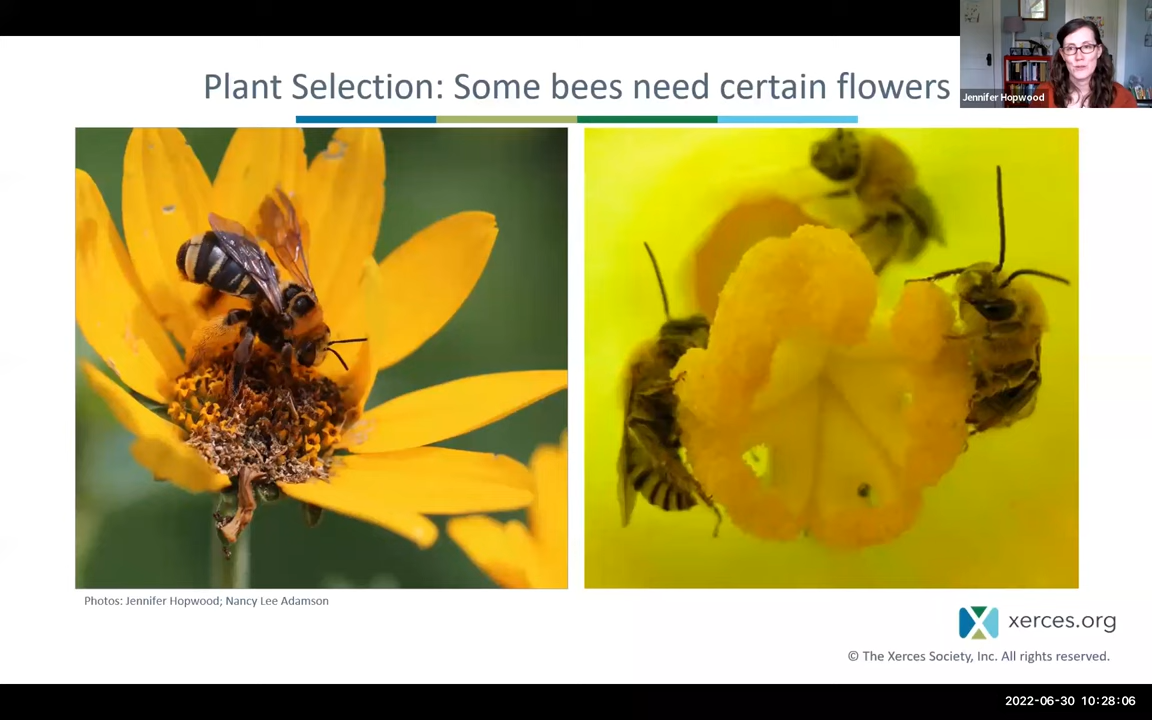 Plant Selection: Some bees need certain flowers
Jennifer Hopwood
Photos: Jennifer Hopwood; Nancy Lee Adamson
xerces.org
© The Xerces Society, Inc. All rights reserved.
2022-06-30 10:28:06